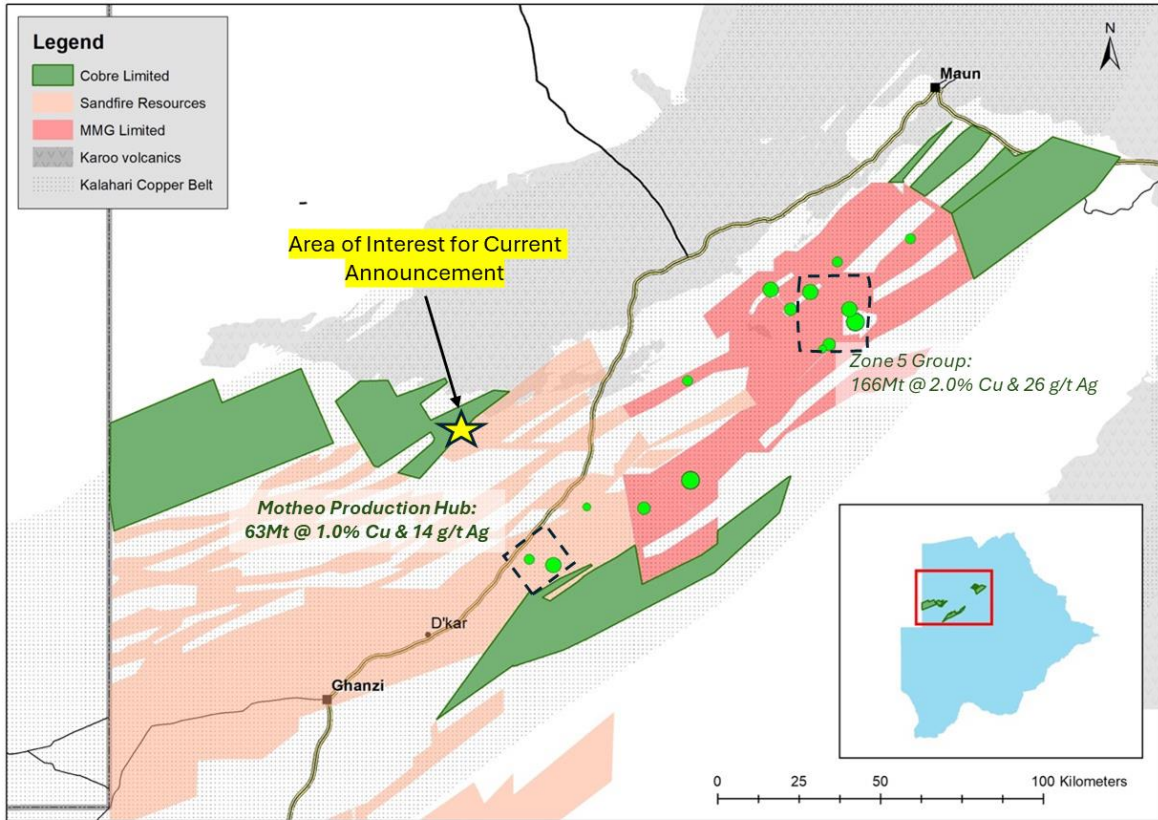 Legend
Cobre Limited
Sandfire Resources
MMG Limited
Karoo volcanics
Kalahari Copper Belt
N
Maun
Area of Interest for Current
Announcement
Zone 5 Group:
166Mt @ 2.0% Cu & 26 g/t Ag
Motheo Production Hub:
63Mt @ 1.0% Cu & 14 g/t Ag
D'kar
Ghanzi
0 25 50 100 Kilometers